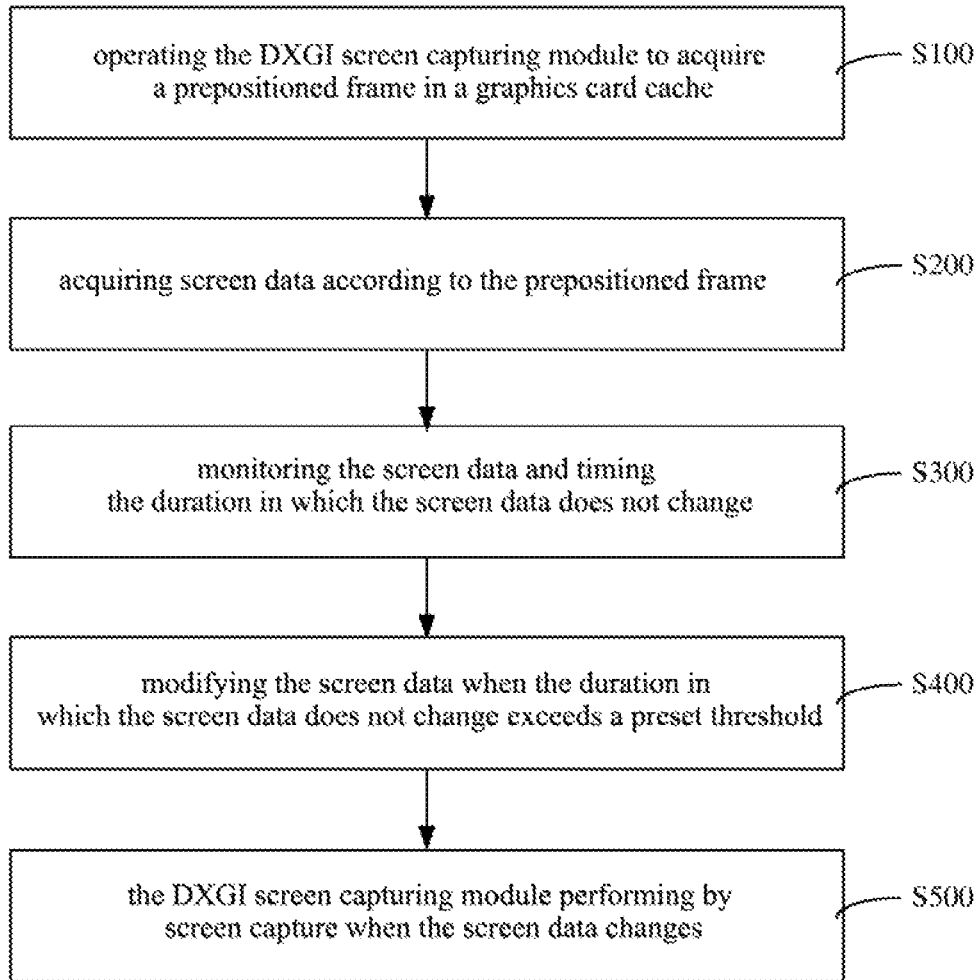 operating the DXGI screen capturing module to acquire
a prepositioned frame in a graphics card cache
S100
acquiring screen data according to the prepositioned frame
S200
monitoring the screen data and timing
the duration in which the screen data does not change
S300
modifying the screen data when the duration in
which the screen data does not change exceeds a preset threshold
S400
the DXGI screen capturing module performing by
screen capture when the screen data changes
S500